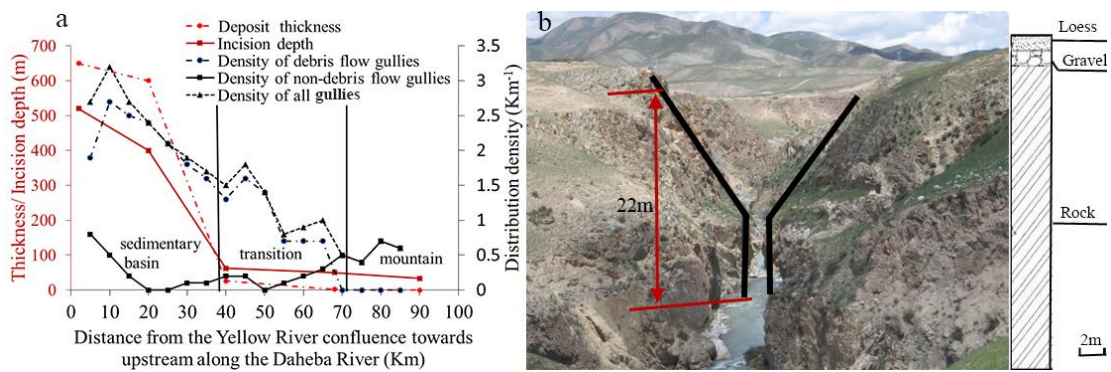 a
Deposit thickness
Incision depth
Density of debris flow gullies
Density of non-debris flow gullies
Density of all gullies
Thickness/ Incision depth (m)
700
600
500
400
300
200
100
0
3.5
3
2.5
2
1.5
1
0.5
0
Distribution density (Km⁻¹)
sedimentary
basin
transition
mountain
0 10 20 30 40 50 60 70 80 90 100
Distance from the Yellow River confluence towards
upstream along the Daheba River (Km)
b
22m
Loess
Gravel
Rock
2m